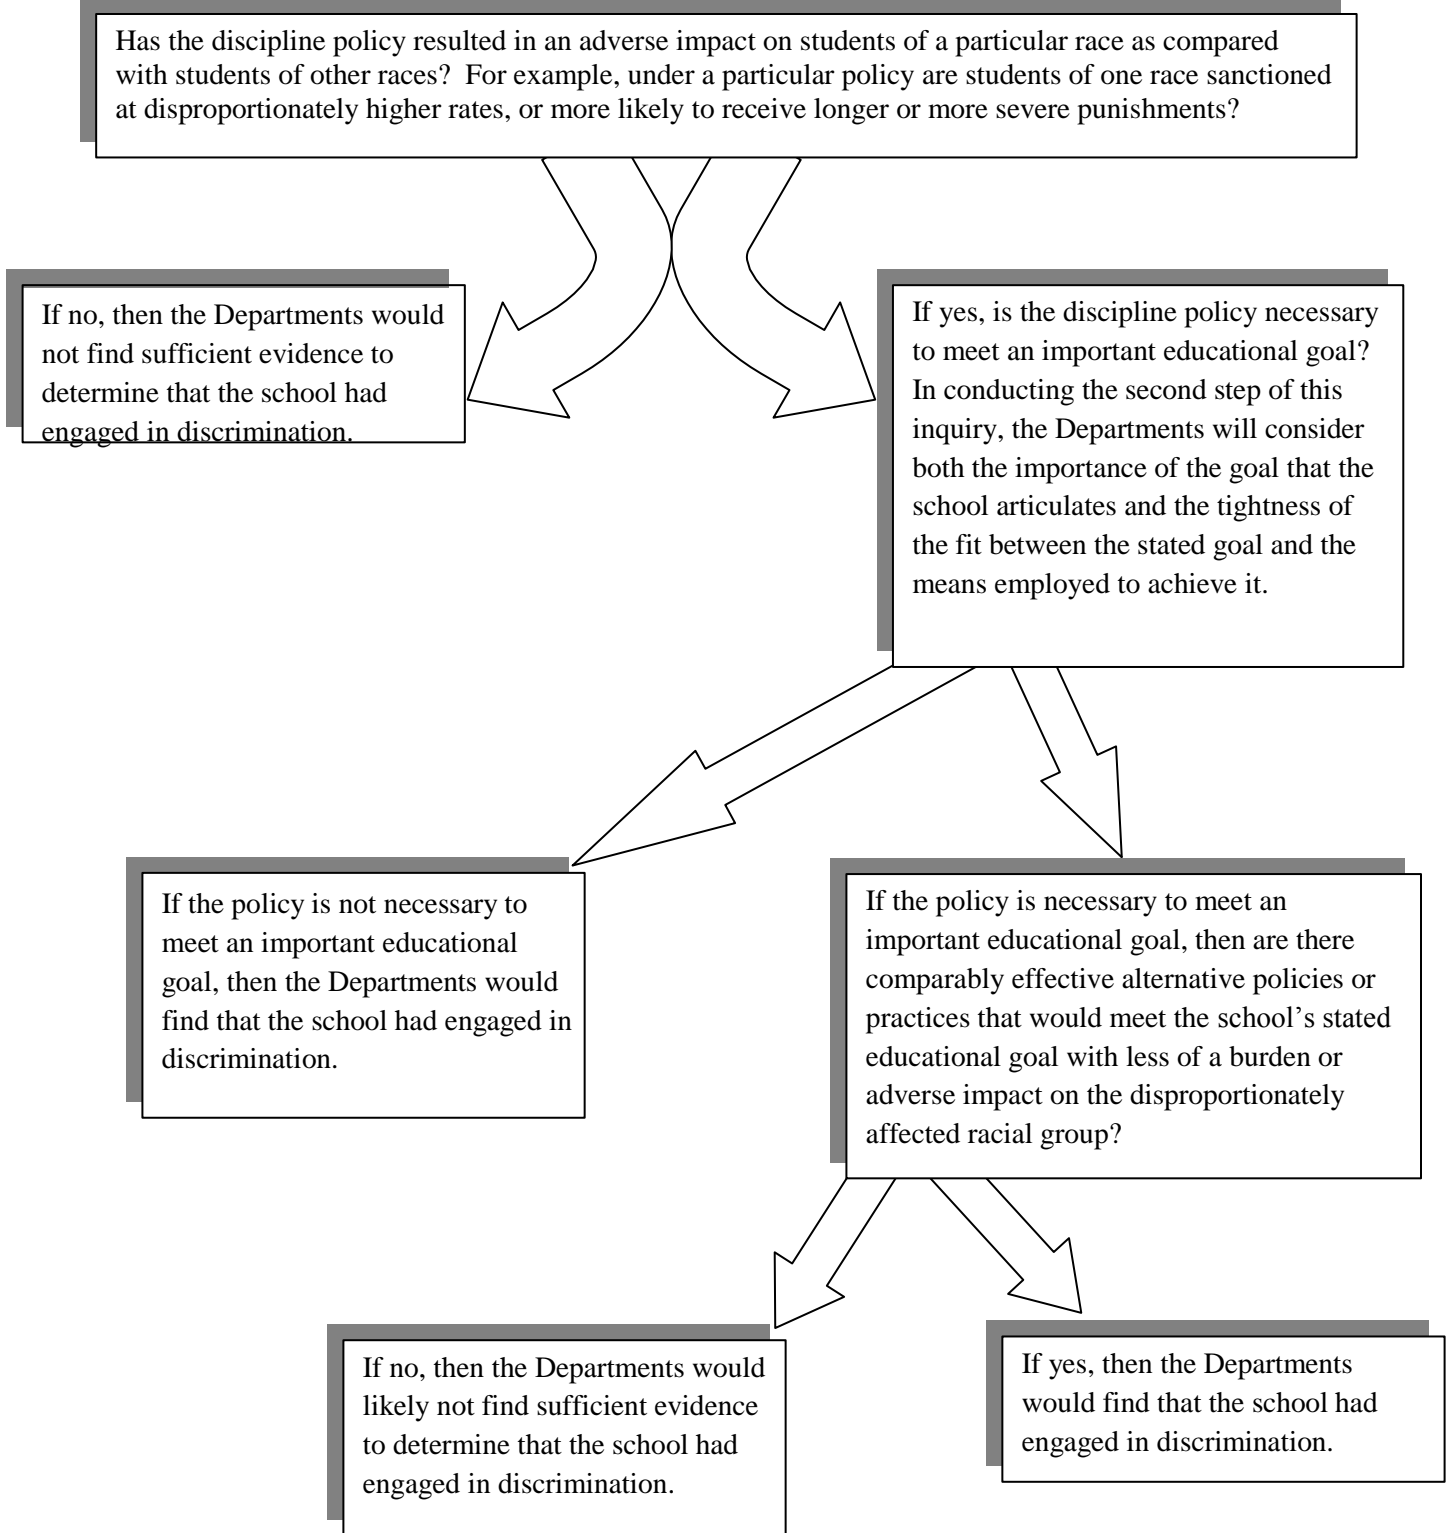 Has the discipline policy resulted in an adverse impact on students of a particular race as compared
with students of other races?  For example, under a particular policy are students of one race sanctioned
at disproportionately higher rates, or more likely to receive longer or more severe punishments?
If no, then the Departments would
not find sufficient evidence to
determine that the school had
engaged in discrimination.
If yes, is the discipline policy necessary
to meet an important educational goal?
In conducting the second step of this
inquiry, the Departments will consider
both the importance of the goal that the
school articulates and the tightness of
the fit between the stated goal and the
means employed to achieve it.
If the policy is not necessary to
meet an important educational
goal, then the Departments would
find that the school had engaged in
discrimination.
If the policy is necessary to meet an
important educational goal, then are there
comparably effective alternative policies or
practices that would meet the school’s stated
educational goal with less of a burden or
adverse impact on the disproportionately
affected racial group?
If no, then the Departments would
likely not find sufficient evidence
to determine that the school had
engaged in discrimination.
If yes, then the Departments
would find that the school had
engaged in discrimination.